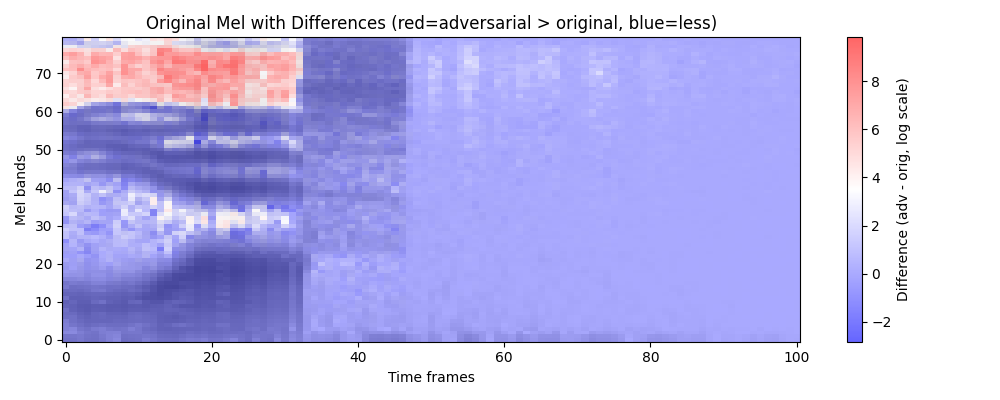 Original Mel with Differences (red=adversarial > original, blue=less)
70
60
50
40
30
20
10
0
Mel bands
0 20 40 60 80 100
Time frames
8
6
4
2
0
−2
Difference (adv - orig, log scale)